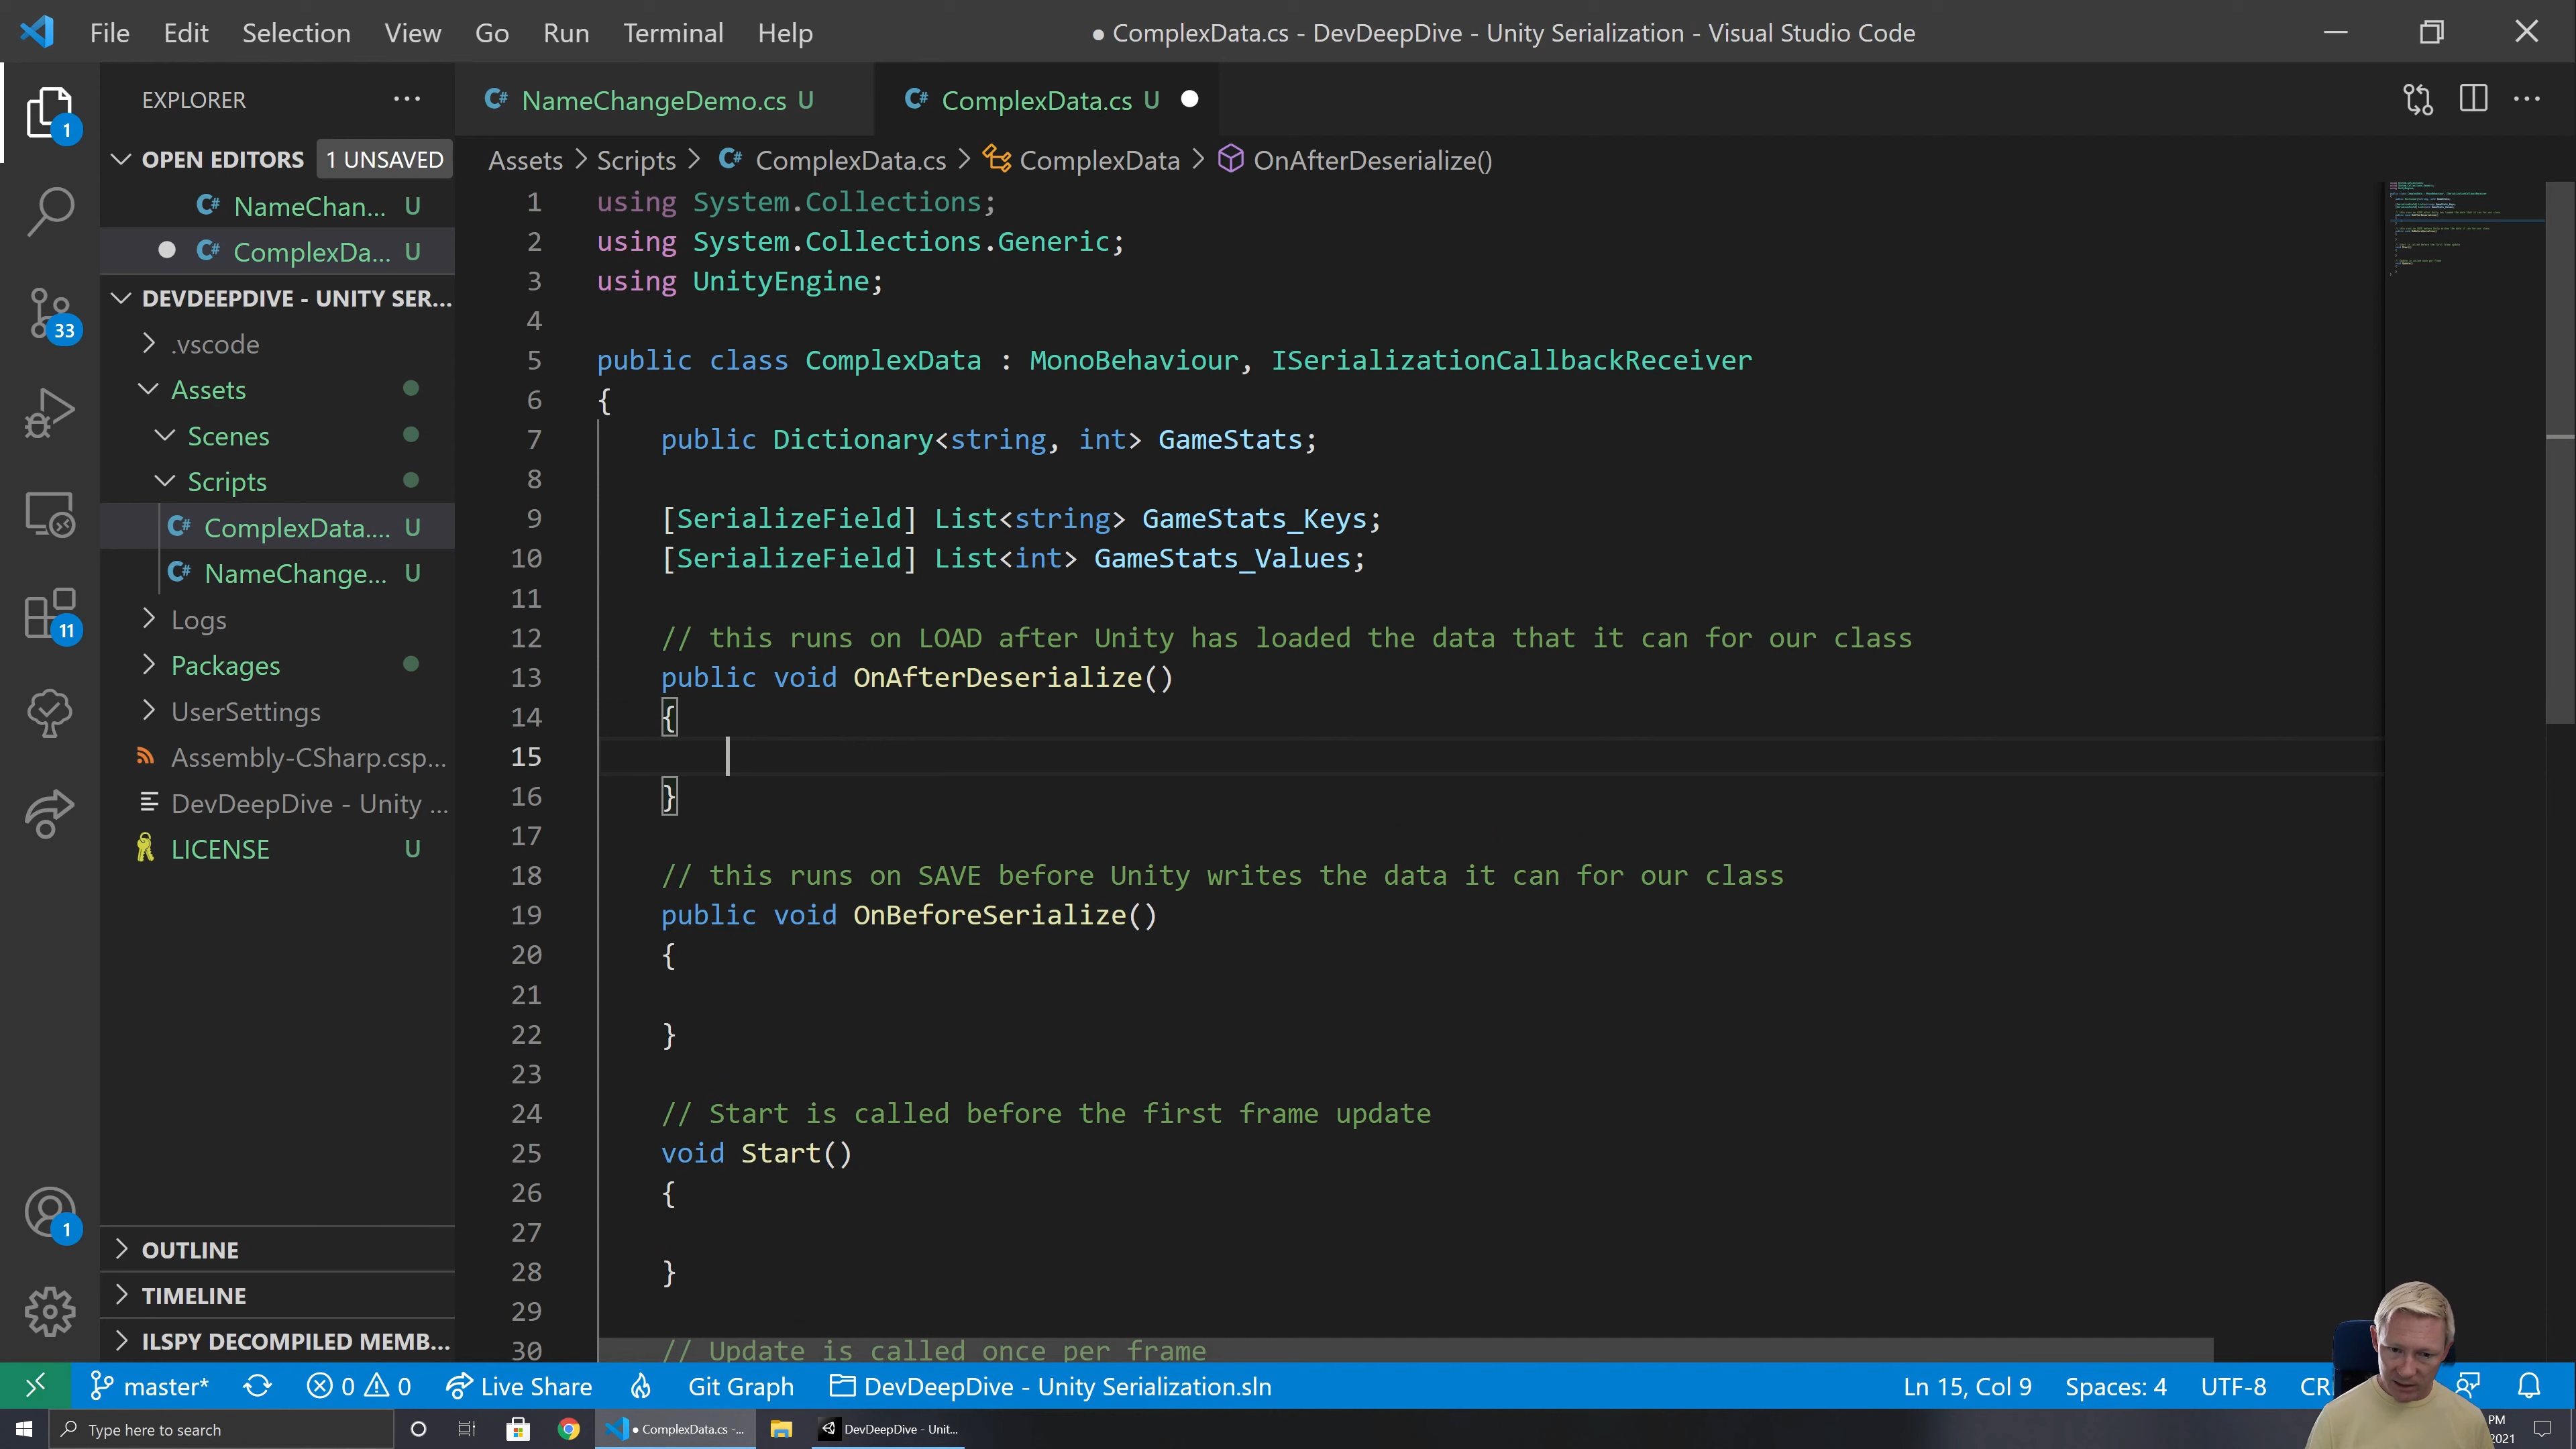 File Edit Selection View Go Run Terminal Help
● ComplexData.cs - DevDeepDive - Unity Serialization - Visual Studio Code
EXPLORER
NameChangeDemo.cs U
ComplexData.cs U
OPEN EDITORS 1 UNSAVED
Assets > Scripts > ComplexData.cs > ComplexData > OnAfterDeserialize()
NameChan... U
ComplexDa... U
DEVDEEPDIVE - UNITY SER...
.vscode
Assets
Scenes
Scripts
ComplexData.... U
NameChange... U
Logs
Packages
UserSettings
Assembly-CSharp.csp...
DevDeepDive - Unity ...
LICENSE U
OUTLINE
TIMELINE
ILSPY DECOMPILED MEMB...
1
33
11
1
1 using System.Collections;
2 using System.Collections.Generic;
3 using UnityEngine;
4
5 public class ComplexData : MonoBehaviour, ISerializationCallbackReceiver
6 {
7 public Dictionary<string, int> GameStats;
8
9 [SerializeField] List<string> GameStats_Keys;
10 [SerializeField] List<int> GameStats_Values;
11
12 // this runs on LOAD after Unity has loaded the data that it can for our class
13 public void OnAfterDeserialize()
14 {
15
16 }
17
18 // this runs on SAVE before Unity writes the data it can for our class
19 public void OnBeforeSerialize()
20 {
21
22 }
23
24 // Start is called before the first frame update
25 void Start()
26 {
27
28 }
29
30 // Update is called once per frame
master* 0 0 Live Share Git Graph DevDeepDive - Unity Serialization.sln Ln 15, Col 9 Spaces: 4 UTF-8
Type here to search
● ComplexData.cs -...
DevDeepDive - Unit...
PM
2021